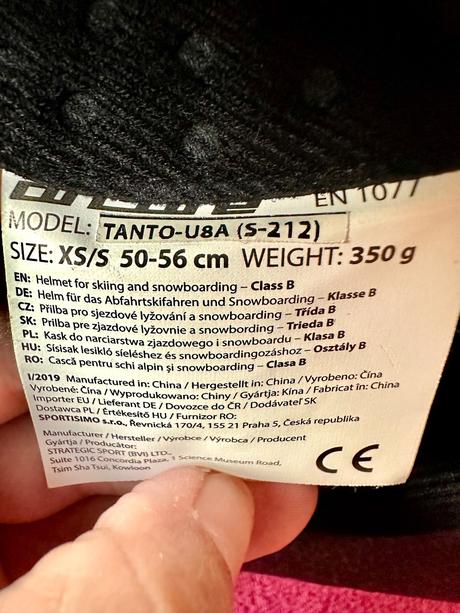 EN 1077
MODEL: TANTO-U8A (S-212)
SIZE: XS/S 50-56 cm WEIGHT: 350 g
EN: Helmet for skiing and snowboarding – Class B
DE: Helm für das Abfahrtskifahren und Snowboarding – Klasse B
CZ: Přilba pro sjezdové lyžování a snowbording – Třída B
SK: Prilba pre zjazdové lyžovnie a snowbording – Trieda B
PL: Kask do narciarstwa zjazdowego i snowboardu – Klasa B
HU: Sísisak lesikló síeléshez és snowboardingozáshoz – Osztály B
RO: Cască pentru schi alpin şi snowboarding – Clasa B
I/2019 Manufactured in: China / Hergestellt in: China / Vyrobeno: Čína
Vyrobené: Čína / Wyprodukowano: Chiny / Gyártja: Kína / Fabricat în: China
Importer EU / Lieferant DE / Dovozce do ČR / Dodávateľ SK
Dostawca PL / Értékesítő HU / Furnizor RO:
SPORTISIMO s.r.o., Řevnická 170/4, 155 21 Praha 5, Česká republika
Manufacturer / Hersteller / Výrobce / Výrobca / Producent
Gyártja / Producător:
STRATEGIC SPORT (BVI) LTD.,
Suite 1016 Concordia Plaza, 1 Science Museum Road,
Tsim Sha Tsui, Kowloon
CE